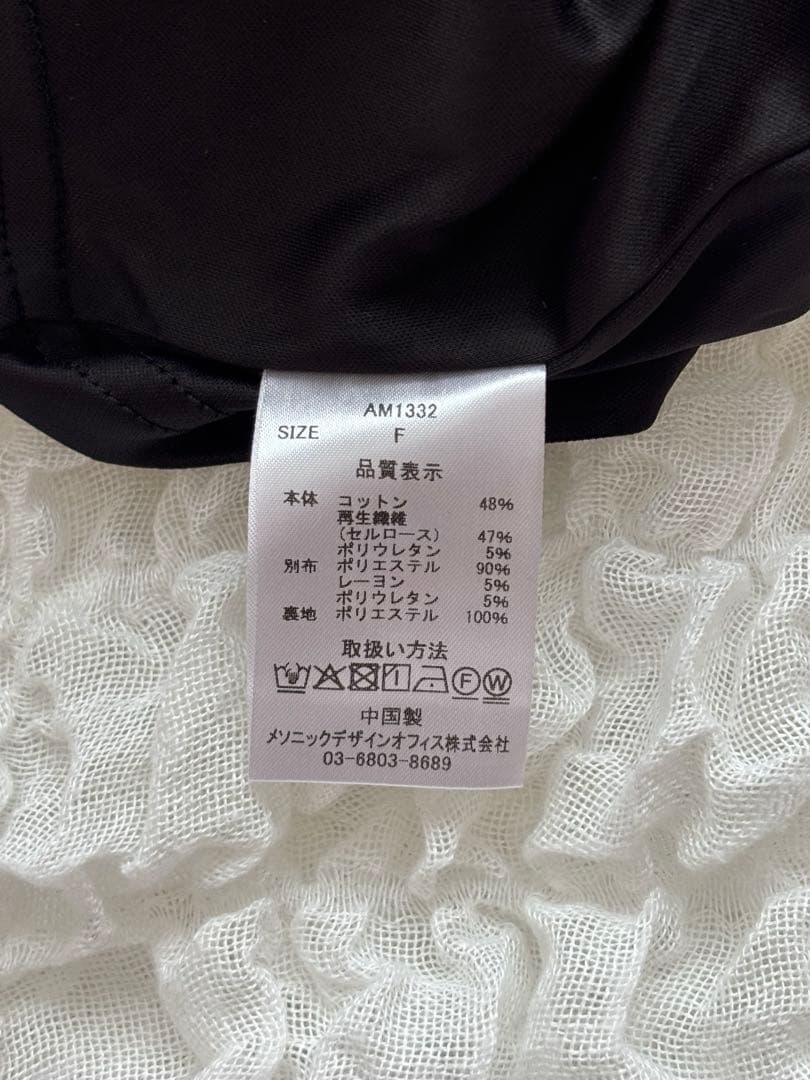 AM1332
SIZE F
品質表示
本体 コットン 48%
再生繊維
(セルロース) 47%
ポリウレタン 5%
別布 ポリエステル 90%
レーヨン 5%
ポリウレタン 5%
裏地 ポリエステル 100%
取扱い方法
F W
中国製
メソニックデザインオフィス株式会社
03-6803-8689